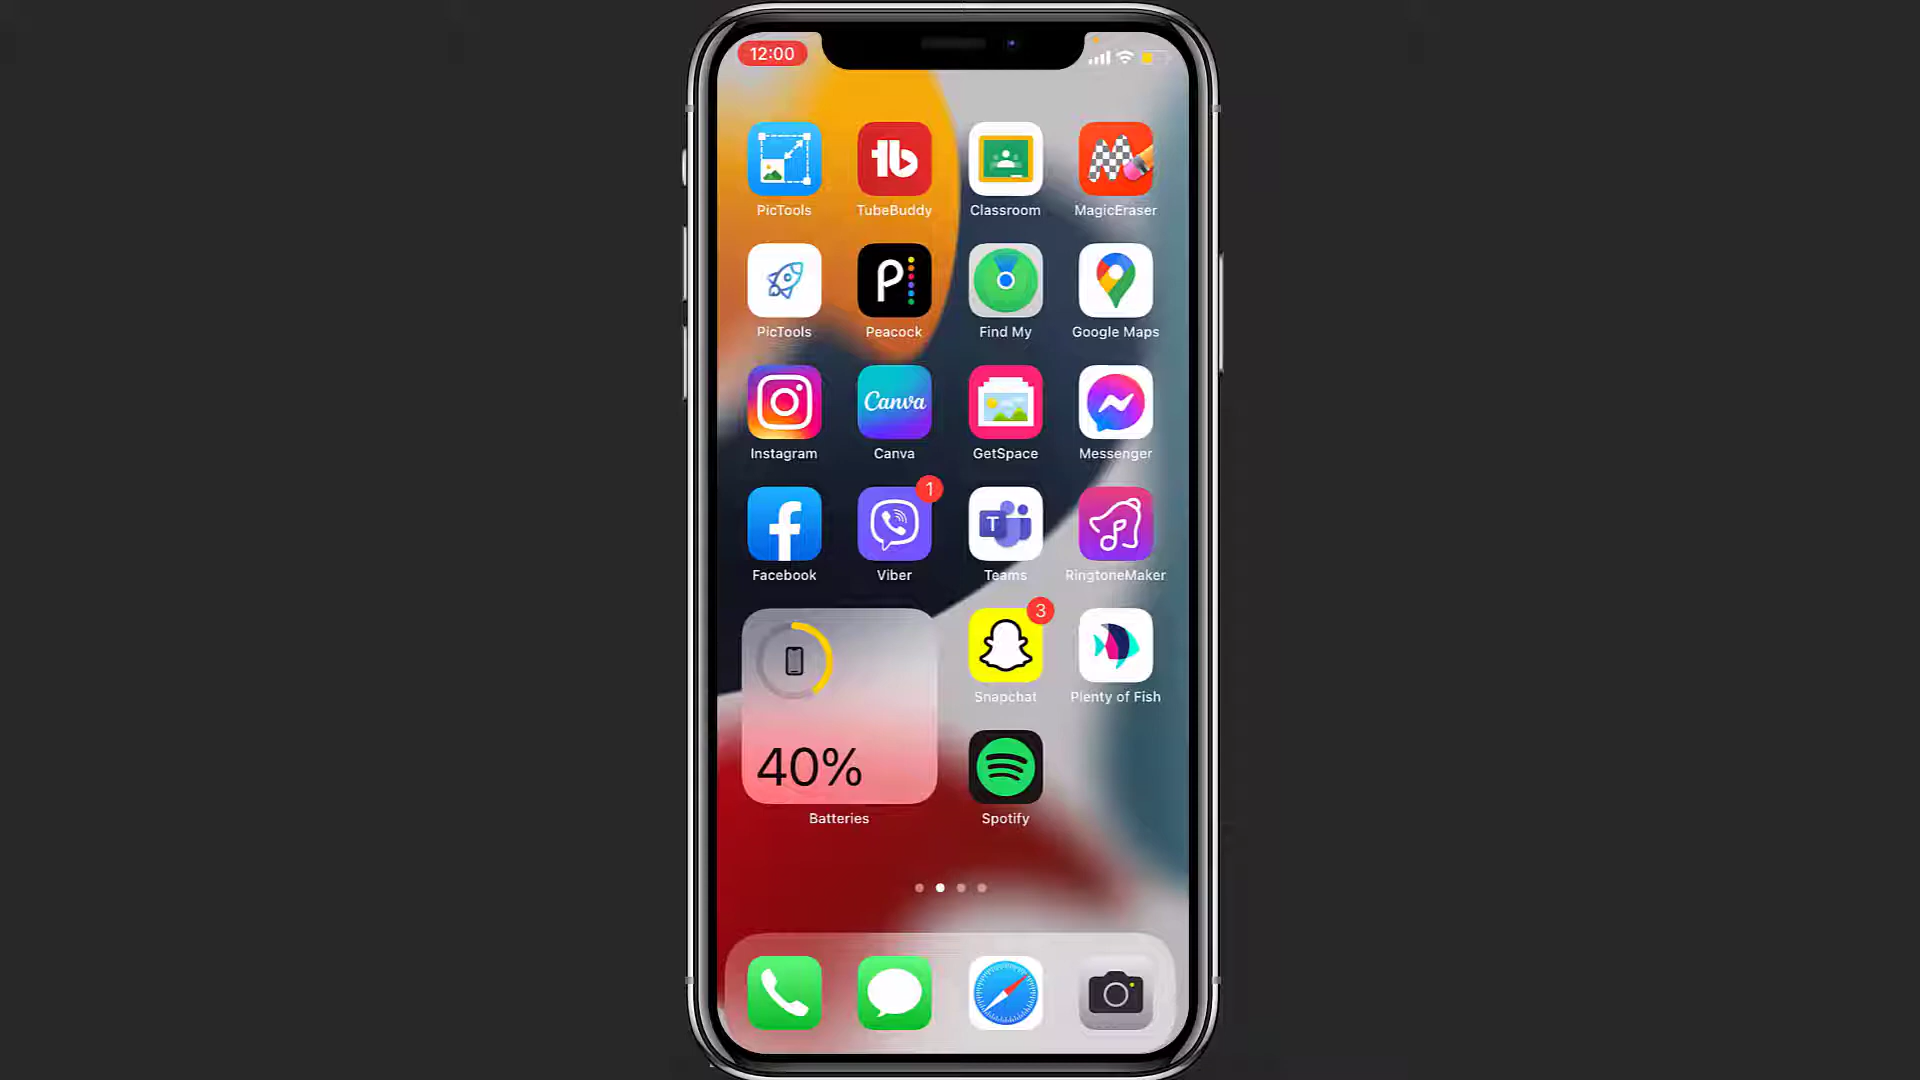 12:00
PicTools
TubeBuddy
Classroom
MagicEraser
PicTools
Peacock
Find My
Google Maps
Canva
Instagram
Canva
GetSpace
Messenger
1
T
Facebook
Viber
Teams
RingtoneMaker
3
Snapchat
Plenty of Fish
40%
Batteries
Spotify